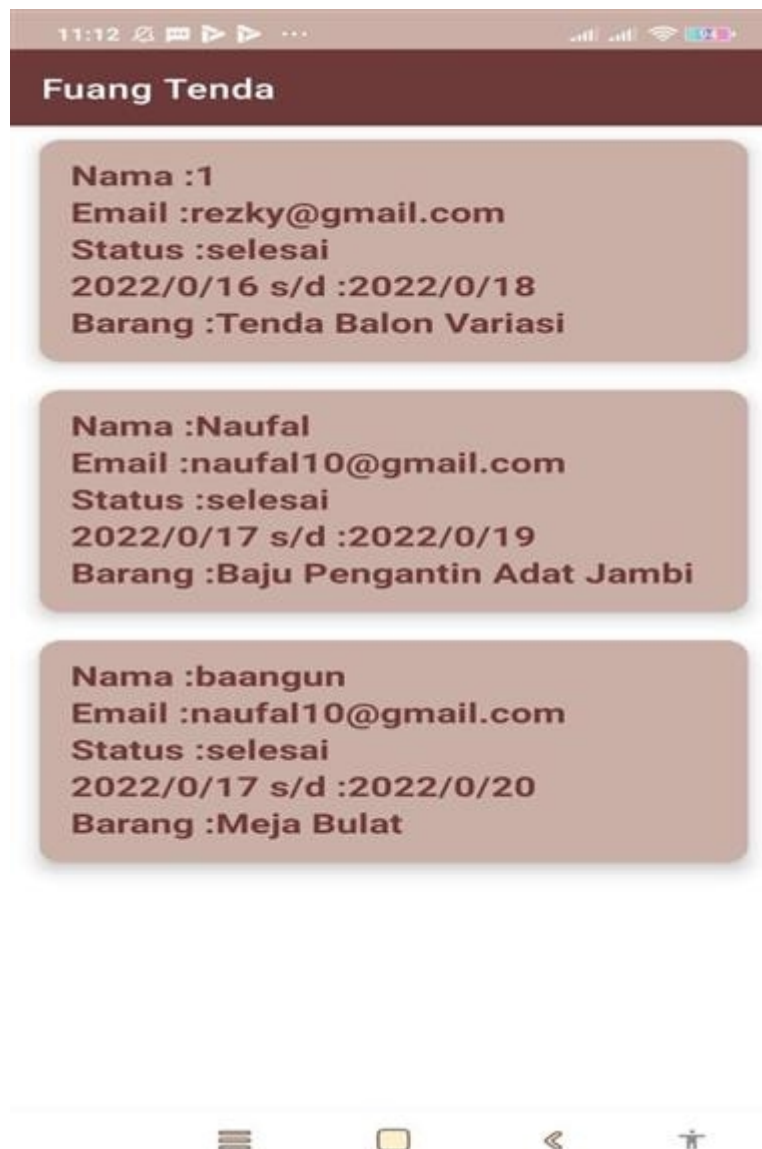 11:12
Fuang Tenda
Nama :1
Email :rezky@gmail.com
Status :selesai
2022/0/16 s/d :2022/0/18
Barang :Tenda Balon Variasi
Nama :Naufal
Email :naufal10@gmail.com
Status :selesai
2022/0/17 s/d :2022/0/19
Barang :Baju Pengantin Adat Jambi
Nama :baangun
Email :naufal10@gmail.com
Status :selesai
2022/0/17 s/d :2022/0/20
Barang :Meja Bulat